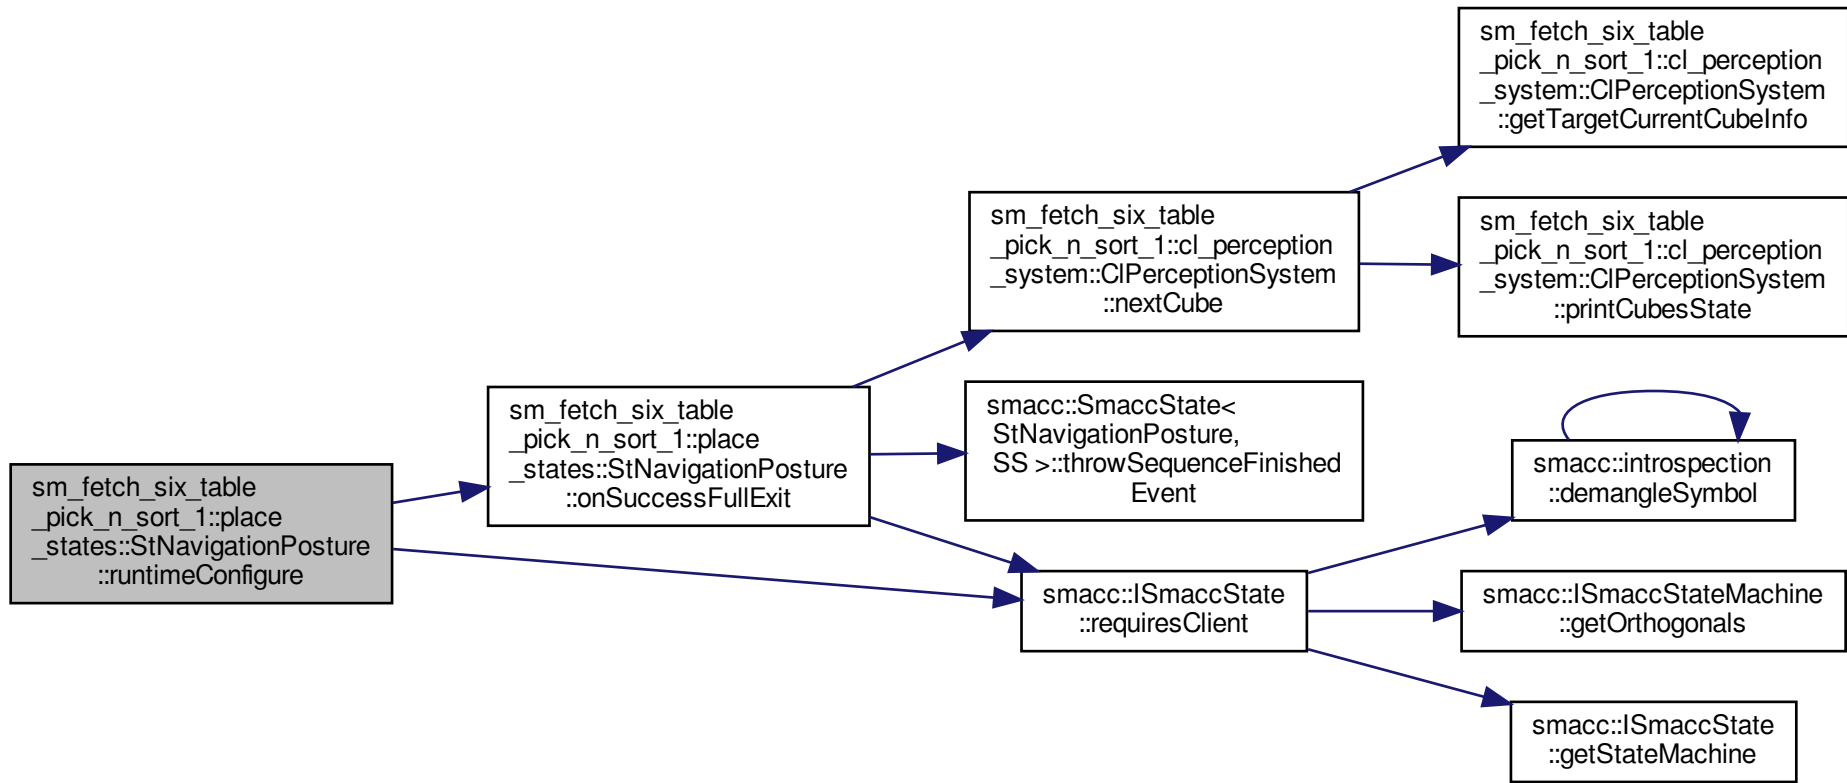 sm_fetch_six_table
_pick_n_sort_1::cl_perception
_system::ClPerceptionSystem
::getTargetCurrentCubeInfo
sm_fetch_six_table
_pick_n_sort_1::cl_perception
_system::ClPerceptionSystem
::nextCube
sm_fetch_six_table
_pick_n_sort_1::cl_perception
_system::ClPerceptionSystem
::printCubesState
sm_fetch_six_table
_pick_n_sort_1::place
_states::StNavigationPosture
::onSuccessFullExit
smacc::SmaccState<
StNavigationPosture,
SS >::throwSequenceFinished
Event
smacc::introspection
::demangleSymbol
sm_fetch_six_table
_pick_n_sort_1::place
_states::StNavigationPosture
::runtimeConfigure
smacc::ISmaccState
::requiresClient
smacc::ISmaccStateMachine
::getOrthogonals
smacc::ISmaccState
::getStateMachine